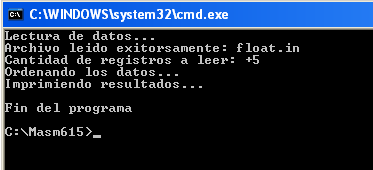 C:\WINDOWS\system32\cmd.exe
Lectura de datos...
Archivo leido exitorsamente: float.in
Cantidad de registros a leer: +5
Ordenando los datos...
Imprimiendo resultados...
Fin del programa
C:\Masm615>_